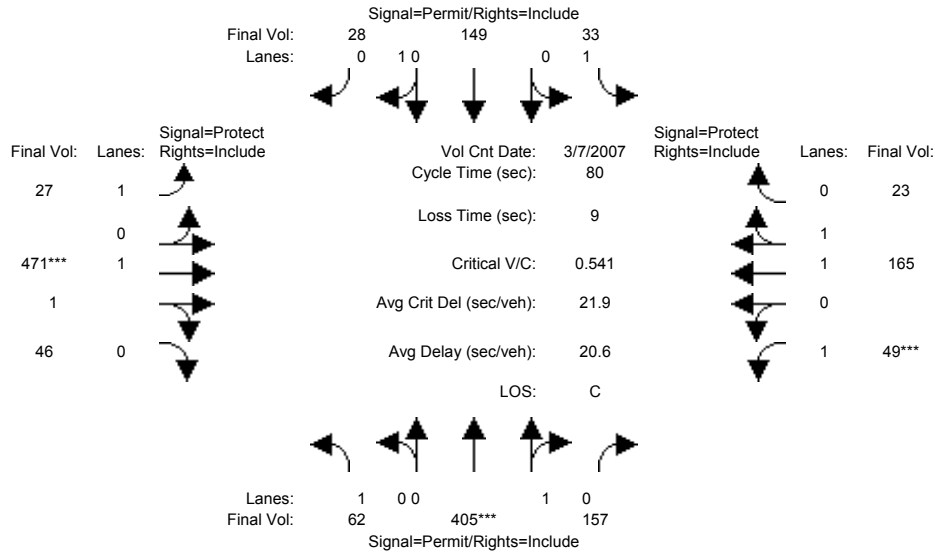 Signal=Permit/Rights=Include
Final Vol: 28 149 33
Lanes: 0 1 0 0 1
Signal=Protect Signal=Protect
Final Vol: Lanes: Rights=Include Vol Cnt Date: 3/7/2007 Rights=Include Lanes: Final Vol:
Cycle Time (sec): 80
27 1 0 23
Loss Time (sec): 9
0 1
471*** 1 Critical V/C: 0.541 1 165
1 Avg Crit Del (sec/veh): 21.9 0
46 0 Avg Delay (sec/veh): 20.6 1 49***
LOS: C
Lanes: 1 0 0 1 0
Final Vol: 62 405*** 157
Signal=Permit/Rights=Include